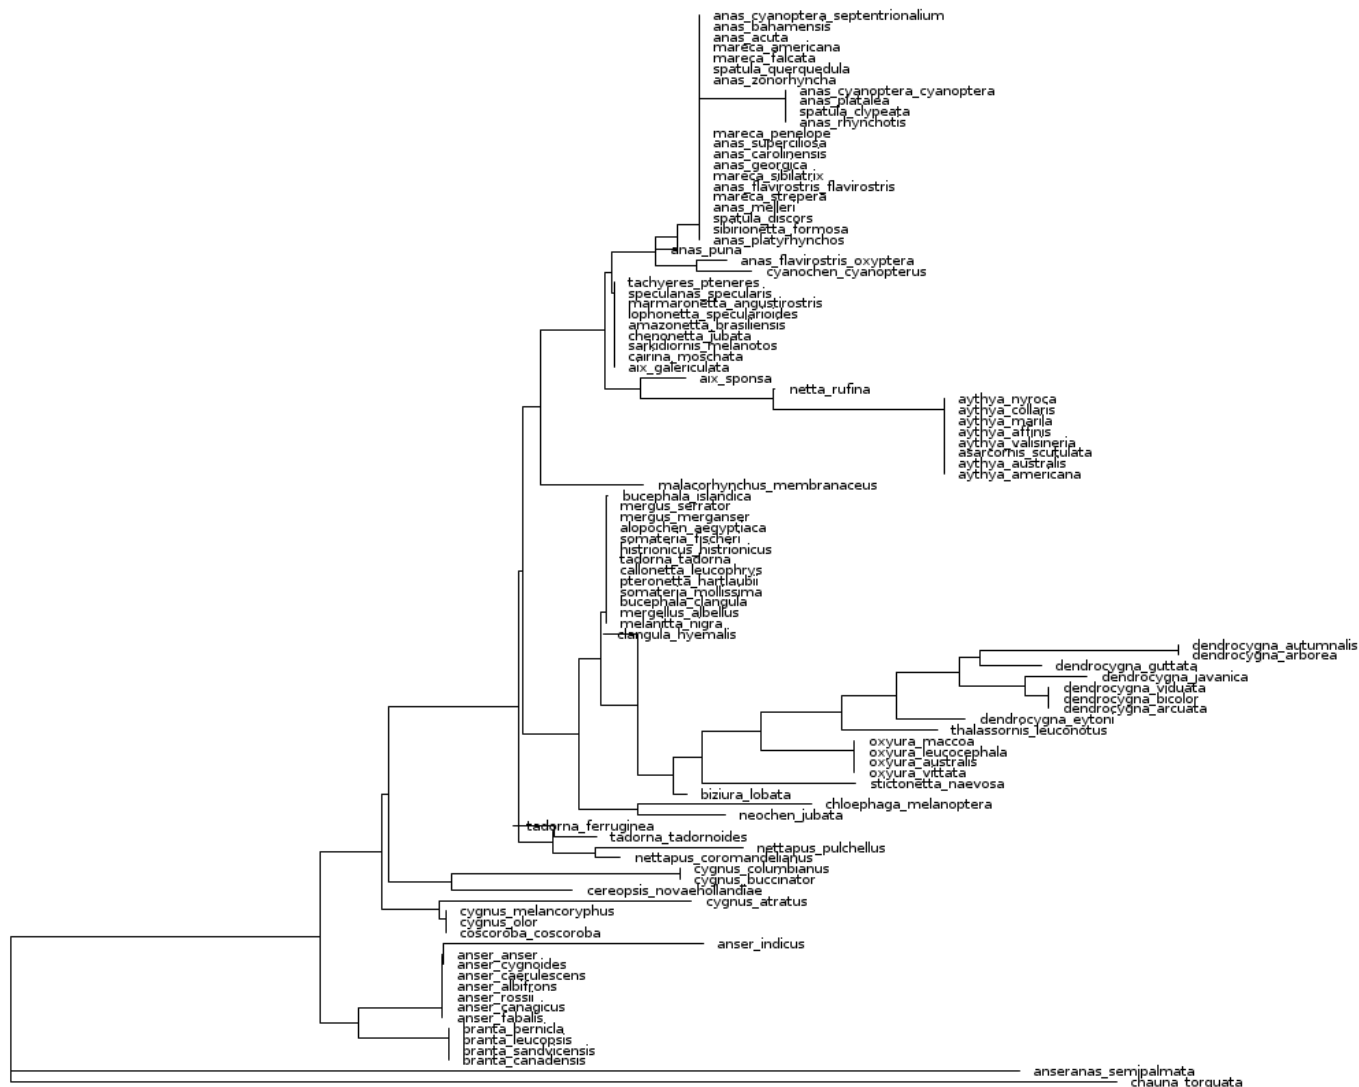 anas_cyanoptera_septentrionalium
anas_bahamensis
anas_acuta
mareca_americana
mareca_falcata
spatula_querquedula
anas_zonorhyncha
anas_cyanoptera_cyanoptera
anas_platalea
spatula_clypeata
anas_rhynchotis
mareca_penelope
anas_superciliosa
anas_carolinensis
anas_georgica
mareca_sibilatrix
anas_flavirostris_flavirostris
mareca_strepera
anas_melleri
spatula_discors
sibirionetta_formosa
anas_platyrhynchos
anas_puna
anas_flavirostris_oxyptera
cyanochen_cyanopterus
tachyeres_pteneres
speculanas_specularis
marmaronetta_angustirostris
lophonetta_specularioides
amazonetta_brasiliensis
chenonetta_jubata
sarkidiornis_melanotos
cairina_moschata
aix_galericulata
aix_sponsa
netta_rufina
aythya_nyroca
aythya_collaris
aythya_marila
aythya_affinis
aythya_valisineria
asarcornis_scutulata
aythya_australis
aythya_americana
malacorhynchus_membranaceus
bucephala_islandica
mergus_serrator
mergus_merganser
alopochen_aegyptiaca
somateria_fischeri
histrionicus_histrionicus
tadorna_tadorna
callonetta_leucophrys
pteronetta_hartlaubii
somateria_mollissima
bucephala_clangula
mergellus_albellus
melanitta_nigra
clangula_hyemalis
dendrocygna_autumnalis
dendrocygna_arborea
dendrocygna_guttata
dendrocygna_javanica
dendrocygna_viduata
dendrocygna_bicolor
dendrocygna_arcuata
dendrocygna_eytoni
thalassornis_leuconotus
oxyura_maccoa
oxyura_leucocephala
oxyura_australis
oxyura_vittata
stictonetta_naevosa
biziura_lobata
chloephaga_melanoptera
neochen_jubata
tadorna_ferruginea
tadorna_tadornoides
nettapus_pulchellus
nettapus_coromandelianus
cygnus_columbianus
cygnus_buccinator
cereopsis_novaehollandiae
cygnus_atratus
cygnus_melancoryphus
cygnus_olor
coscoroba_coscoroba
anser_indicus
anser_anser
anser_cygnoides
anser_caerulescens
anser_albifrons
anser_rossii
anser_canagicus
anser_fabalis
branta_bernicla
branta_leucopsis
branta_sandvicensis
branta_canadensis
anseranas_semipalmata
chauna_torquata